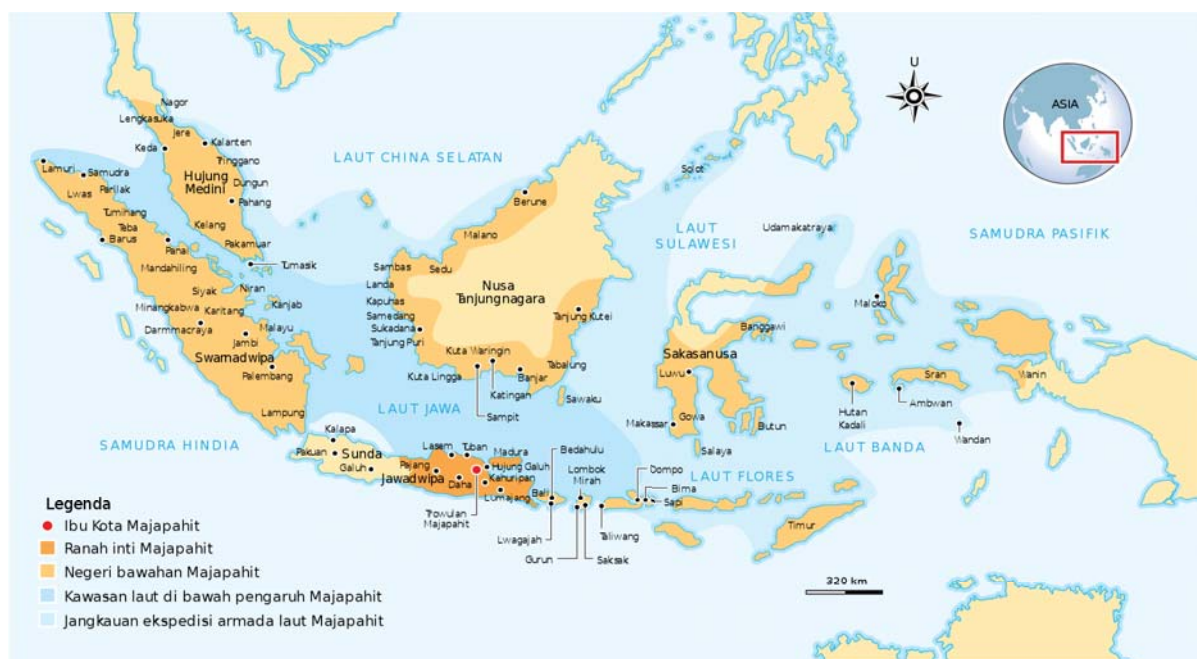 U
ASIA
Nagor
Lengkasuka
Jere
Keda
Kalanten
Tringgano
Hujung
Medini
Dungun
Pahang
Kelang
Pakamuar
Tumasik
LAUT CHINA SELATAN
Lamuri
Samudra
Parllak
Lwas
Tumihang
Teba
Barus
Panai
Mandahiling
Siyak
Niran
Kanjab
Minangkabwa
Karitang
Darmmacraya
Malayu
Jambi
Swarnadwipa
Palembang
Lampung
Berune
Malano
Sambas
Sedu
Landa
Kapuhas
Samedang
Sukadana
Tanjung Puri
Nusa
Tanjungnagara
Tanjung Kutei
Kuta Waringin
Kuta Lingga
Tabalung
Banjar
Katingan
Sampit
Sawaku
Solot
LAUT
SULAWESI
Udamakatraya
SAMUDRA PASIFIK
Maloko
Banggawi
Sakasanusa
Luwu
Makassar
Gowa
Butun
Salaya
Wanin
Sran
Hutan
Kadali
Ambwan
Wandan
LAUT BANDA
LAUT JAWA
SAMUDRA HINDIA
Kalapa
Pakuan
Sunda
Galuh
Lasem
Tuban
Madura
Pajang
Hujung Galuh
Jawadwipa
Daha
Kahuripan
Lumajang
Trowulan
Majapahit
Bali
Bedahulu
Lombok
Mirah
Lwagajah
Gurun
Saksak
Taliwang
Dompo
Bima
Sapi
LAUT FLORES
Timur
320 km
Legenda
Ibu Kota Majapahit
Ranah inti Majapahit
Negeri bawahan Majapahit
Kawasan laut di bawah pengaruh Majapahit
Jangkauan ekspedisi armada laut Majapahit